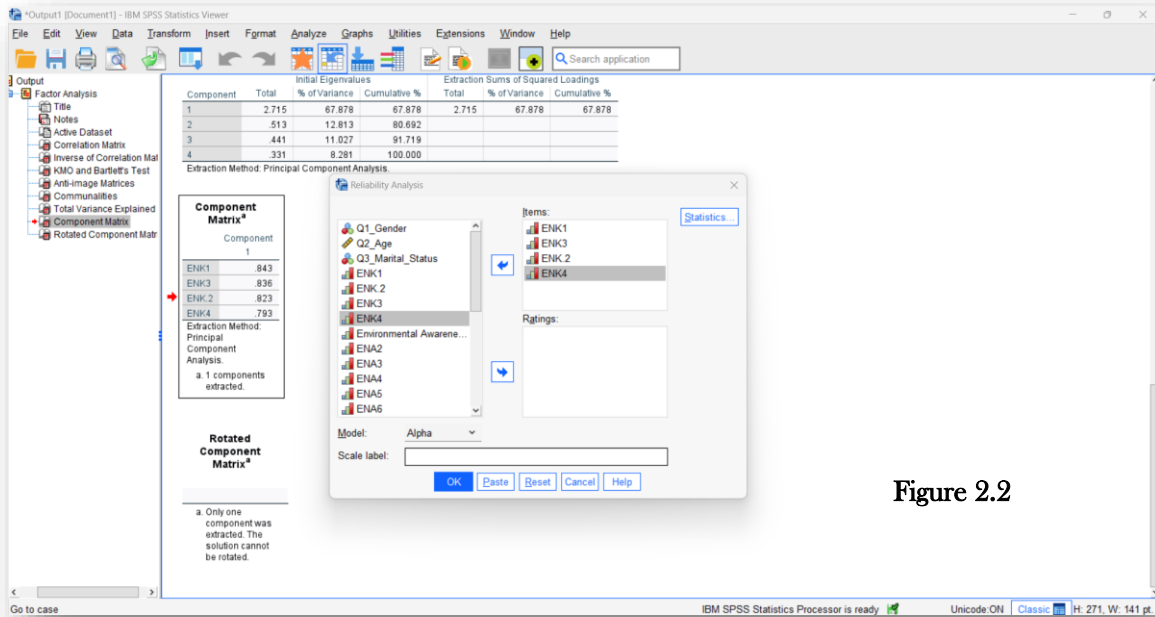 *Output1 [Document1] - IBM SPSS Statistics Viewer
File Edit View Data Transform Insert Format Analyze Graphs Utilities Extensions Window Help
Search application
Output
Factor Analysis
Title
Notes
Active Dataset
Correlation Matrix
Inverse of Correlation Mat
KMO and Bartlett's Test
Anti-image Matrices
Communalities
Total Variance Explained
Component Matrix
Rotated Component Matr
Initial Eigenvalues Extraction Sums of Squared Loadings
Component Total % of Variance Cumulative % Total % of Variance Cumulative %
1 2.715 67.878 67.878 2.715 67.878 67.878
2 .513 12.813 80.692
3 .441 11.027 91.719
4 .331 8.281 100.000
Extraction Method: Principal Component Analysis.
Component
Matrixa
Component
1
ENK1 .843
ENK3 .836
ENK.2 .823
ENK4 .793
Extraction Method:
Principal
Component
Analysis.
a. 1 components
extracted.
Rotated
Component
Matrixa
a. Only one
component was
extracted. The
solution cannot
be rotated.
Reliability Analysis
Q1_Gender
Q2_Age
Q3_Marital_Status
ENK1
ENK.2
ENK3
ENK4
Environmental Awarene...
ENA2
ENA3
ENA4
ENA5
ENA6
Items:
ENK1
ENK3
ENK.2
ENK4
Ratings:
Statistics...
Model: Alpha
Scale label:
OK Paste Reset Cancel Help
Figure 2.2
Go to case
IBM SPSS Statistics Processor is ready Unicode:ON Classic H: 271, W: 141 pt.